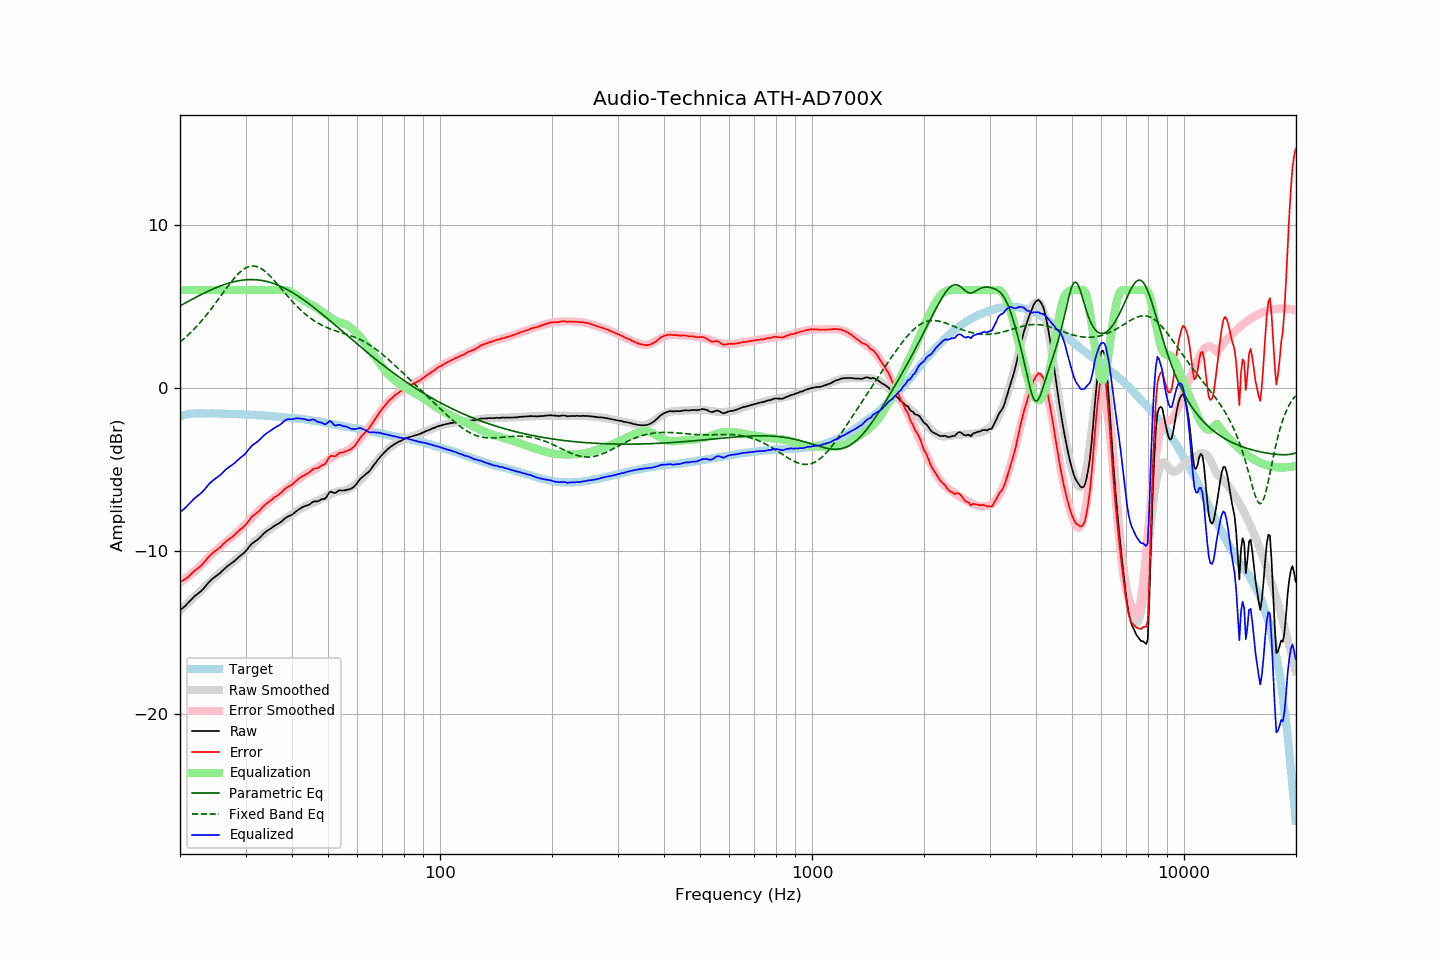 Audio-Technica ATH-AD700X
Amplitude (dBr)
10
0
−10
−20
Target
Raw Smoothed
Error Smoothed
Raw
Error
Equalization
Parametric Eq
Fixed Band Eq
Equalized
100
1000
10000
Frequency (Hz)